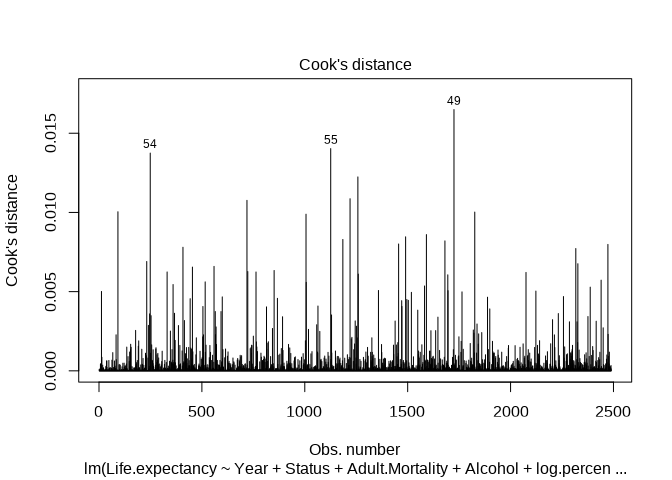 Cook's distance
49
55
54
Cook's distance
0.015
0.010
0.005
0.000
0 500 1000 1500 2000 2500
Obs. number
lm(Life.expectancy ~ Year + Status + Adult.Mortality + Alcohol + log.percen ...